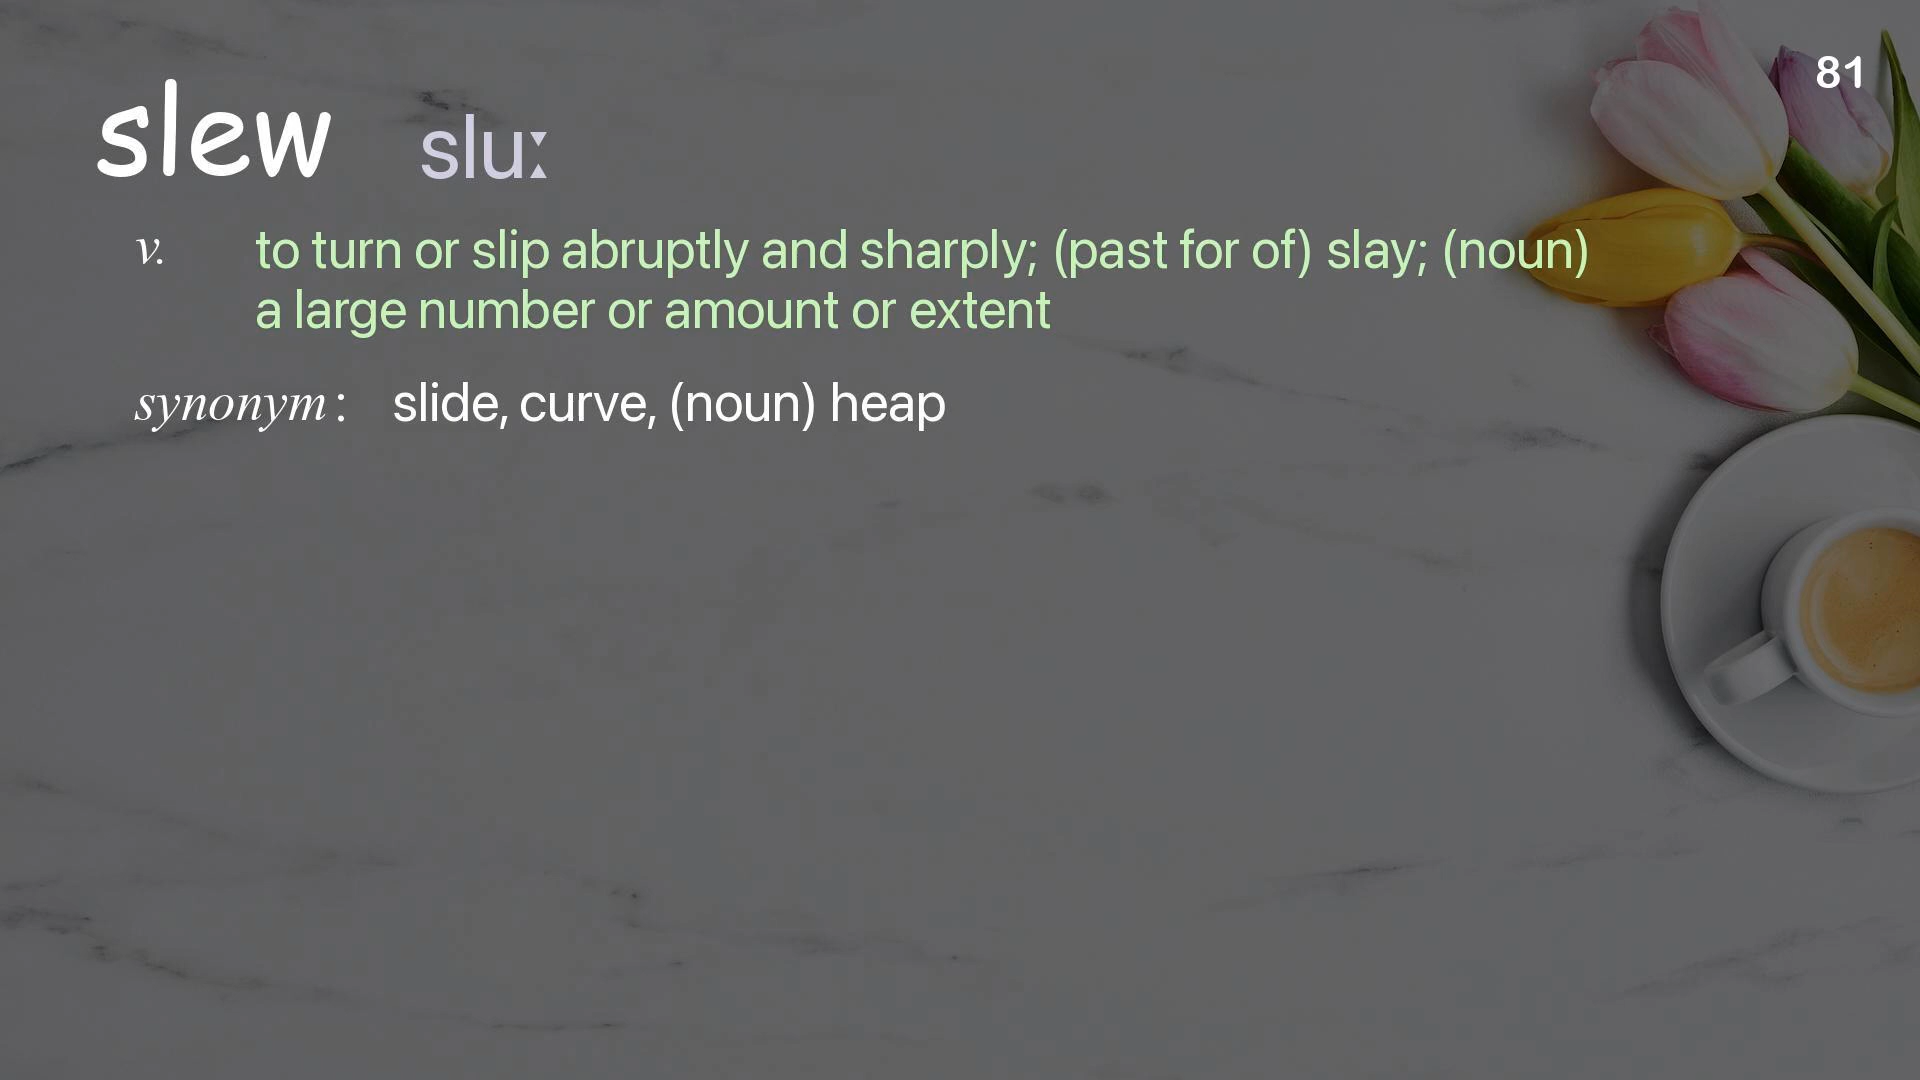 81
slew sluː
v. to turn or slip abruptly and sharply; (past for of) slay; (noun)
a large number or amount or extent
synonym : slide, curve, (noun) heap